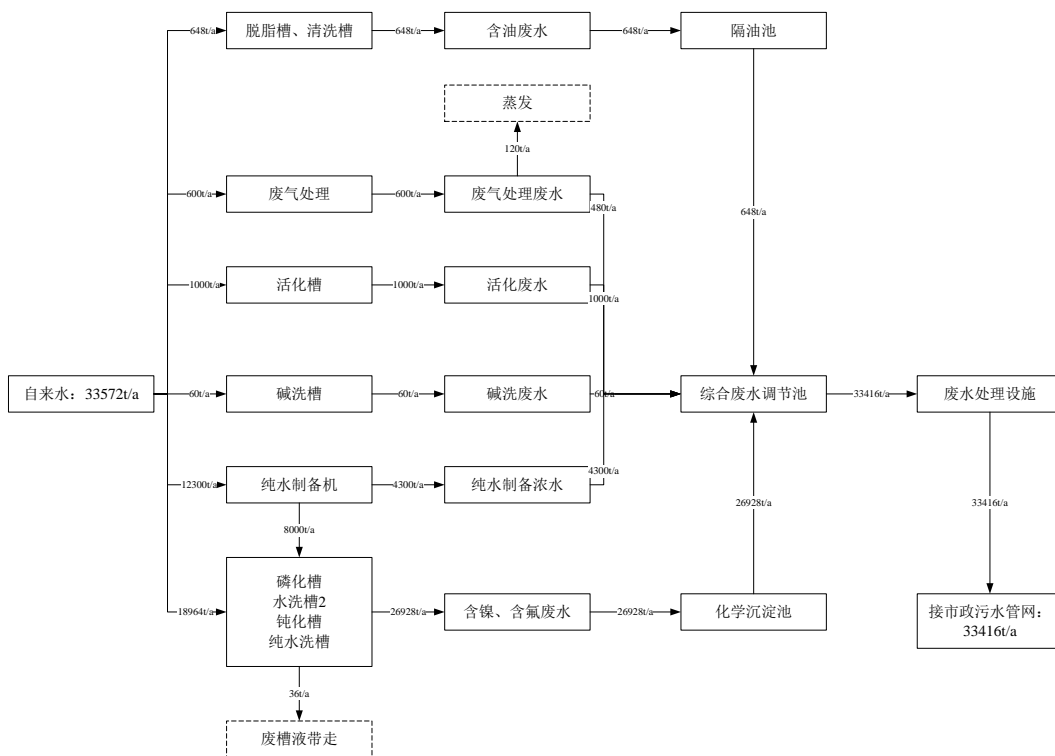 648t/a
脱脂槽、清洗槽
648t/a
含油废水
648t/a
隔油池
蒸发
120t/a
600t/a
废气处理
600t/a
废气处理废水
480t/a
648t/a
1000t/a
活化槽
1000t/a
活化废水
1000t/a
自来水：33572t/a
60t/a
碱洗槽
60t/a
碱洗废水
60t/a
综合废水调节池
33416t/a
废水处理设施
12300t/a
纯水制备机
4300t/a
纯水制备浓水
4300t/a
26928t/a
33416t/a
8000t/a
18964t/a
磷化槽
水洗槽2
钝化槽
纯水洗槽
26928t/a
含镍、含氟废水
26928t/a
化学沉淀池
接市政污水管网：
33416t/a
36t/a
废槽液带走